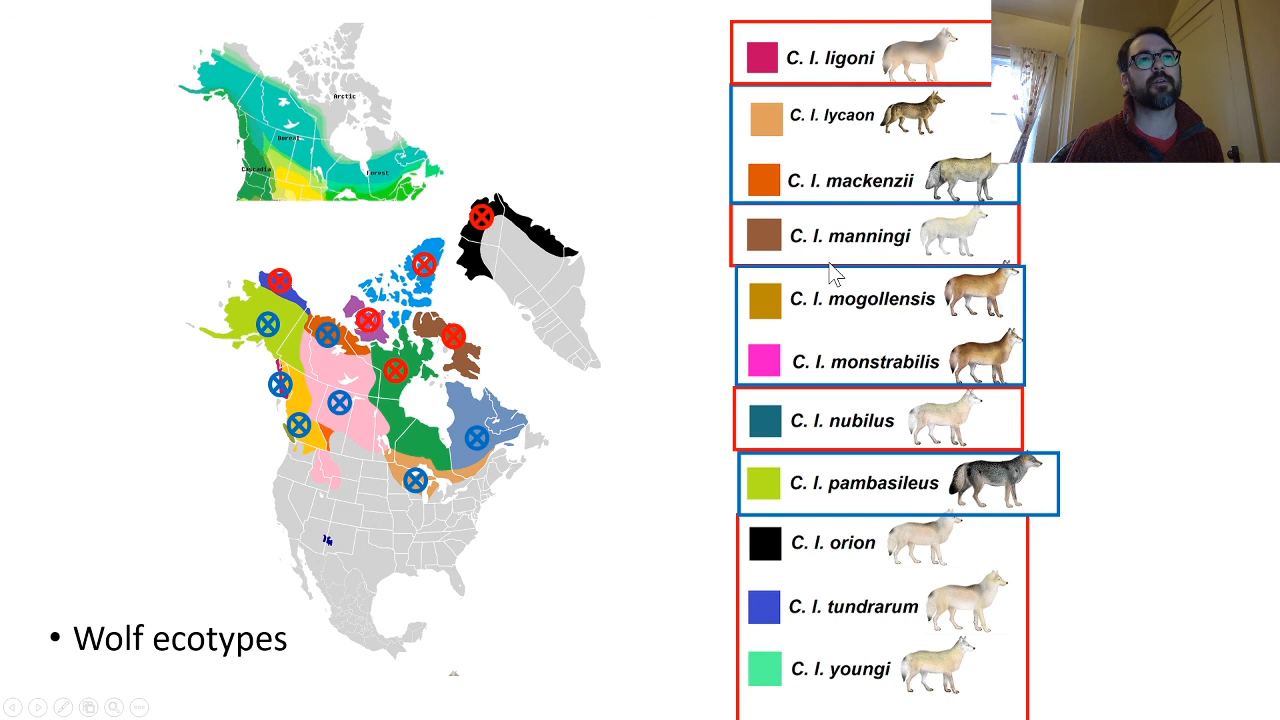 Arctic
Boreal
Cascadia
Forest
C. l. ligoni
C. l. lycaon
C. l. mackenzii
C. l. manningi
C. l. mogollensis
C. l. monstrabilis
C. l. nubilus
C. l. pambasileus
C. l. orion
C. l. tundrarum
C. l. youngi
• Wolf ecotypes